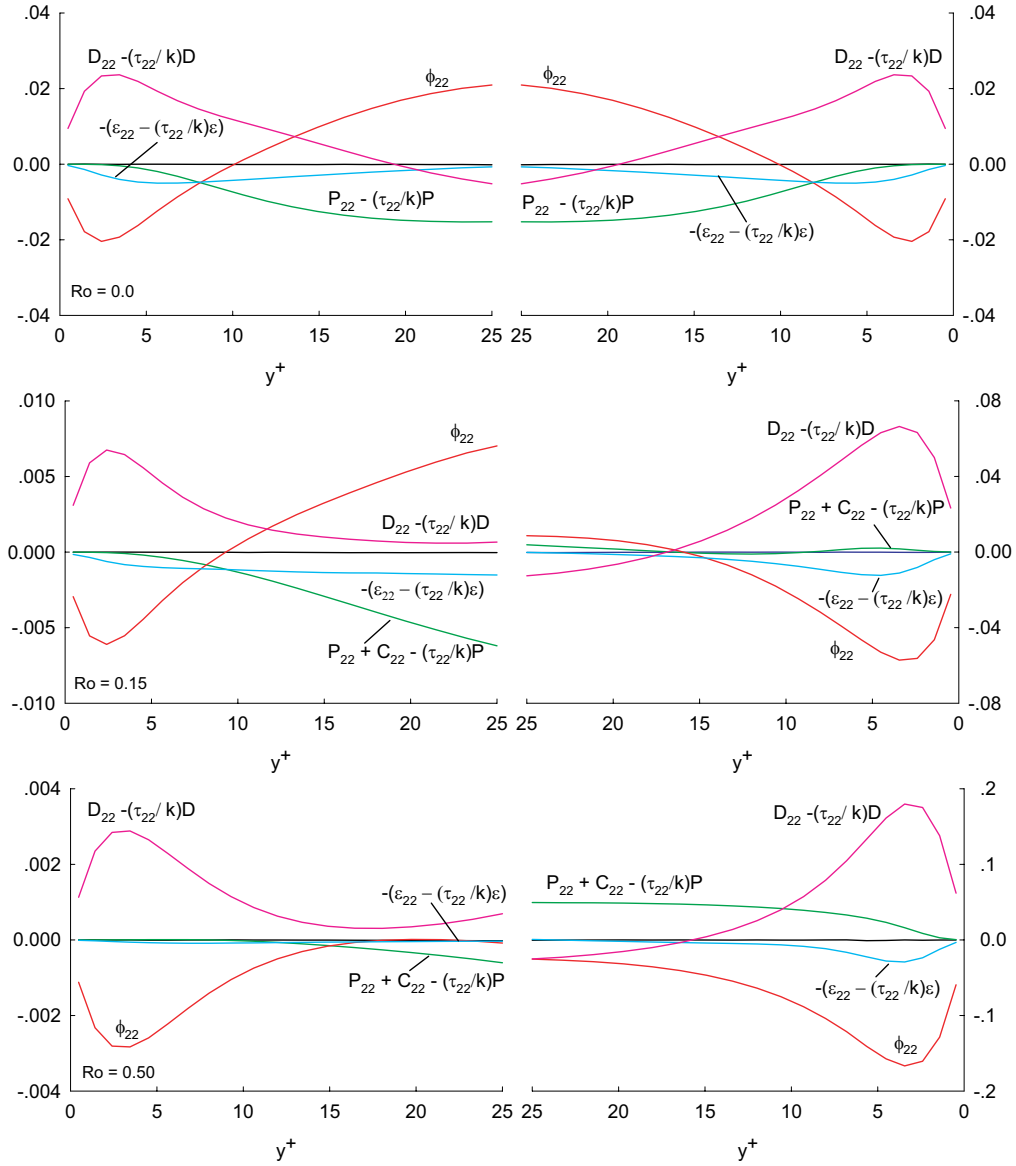 .04 .04
D₂₂ -(τ₂₂/ k)D ϕ₂₂ ϕ₂₂ D₂₂ -(τ₂₂/ k)D
.02 .02
-(ε₂₂ – (τ₂₂ /k)ε)
0.00 0.00
P₂₂ - (τ₂₂/k)P P₂₂ - (τ₂₂/k)P
-(ε₂₂ – (τ₂₂ /k)ε)
-.02 -.02
Ro = 0.0
-.04 -.04
0 5 10 15 20 25 25 20 15 10 5 0
y⁺ y⁺
.010 .08
ϕ₂₂ D₂₂ -(τ₂₂/ k)D
.005 .04
D₂₂ -(τ₂₂/ k)D P₂₂ + C₂₂ - (τ₂₂/k)P
0.000 0.00
-(ε₂₂ – (τ₂₂ /k)ε) -(ε₂₂ – (τ₂₂ /k)ε)
-.005 -.04
P₂₂ + C₂₂ - (τ₂₂/k)P ϕ₂₂
Ro = 0.15
-.010 -.08
0 5 10 15 20 25 25 20 15 10 5 0
y⁺ y⁺
.004 .2
D₂₂ -(τ₂₂/ k)D D₂₂ -(τ₂₂/ k)D
.002 .1
-(ε₂₂ – (τ₂₂ /k)ε) P₂₂ + C₂₂ - (τ₂₂/k)P
0.000 0.0
P₂₂ + C₂₂ - (τ₂₂/k)P -(ε₂₂ – (τ₂₂ /k)ε)
-.002 -.1
ϕ₂₂ ϕ₂₂
Ro = 0.50
-.004 -.2
0 5 10 15 20 25 25 20 15 10 5 0
y⁺ y⁺